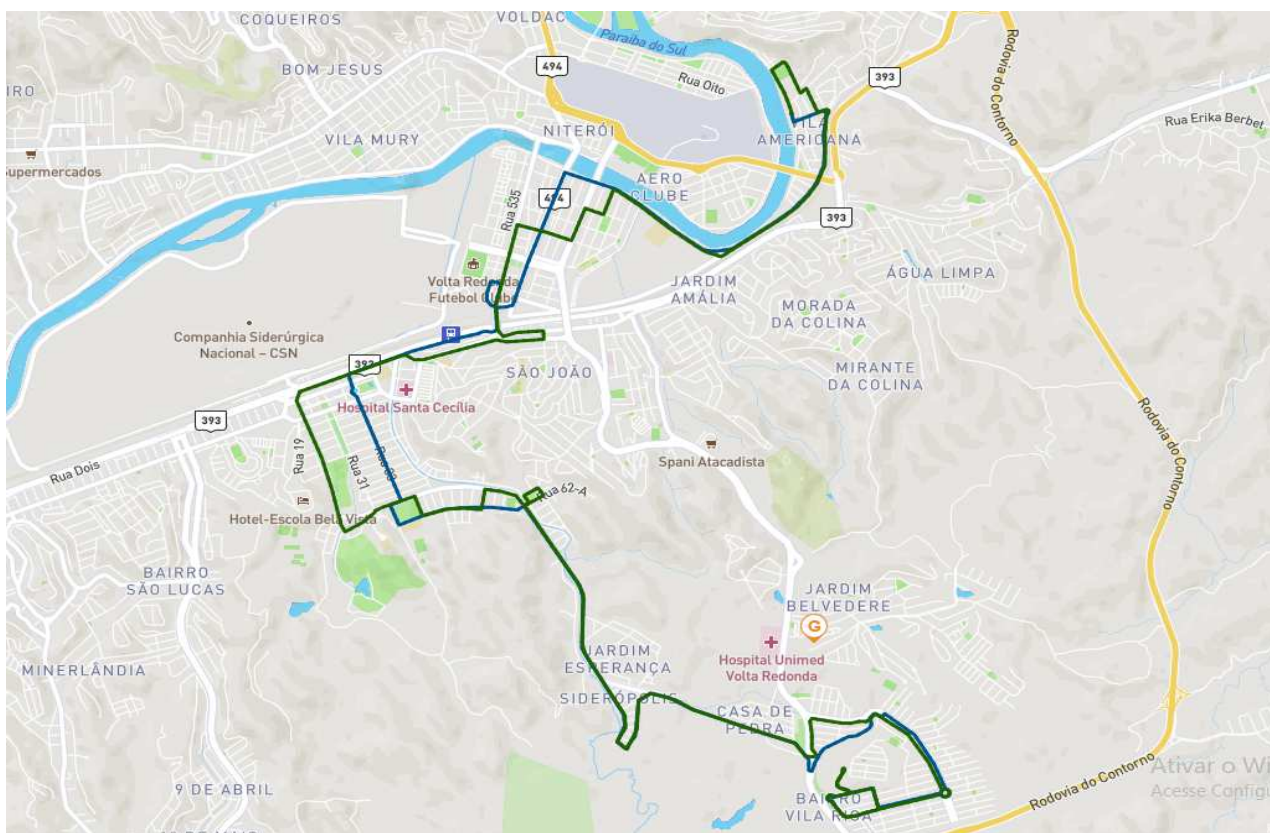 COQUEIROS
VOLDAC
Paraíba do Sul
BOM JESUS
494
Rua Oito
393
Rodovia do Contorno
IRO
Rua Erika Berbet
VILA MURY
NITERÓI
VILA
AMERICANA
Supermercados
AERO
CLUBE
Rua 535
494
393
Volta Redonda
Futebol Clube
JARDIM
AMÁLIA
ÁGUA LIMPA
MORADA
DA COLINA
Companhia Siderúrgica
Nacional – CSN
393
SÃO JOÃO
MIRANTE
DA COLINA
Hospital Santa Cecília
393
Rua 19
Rua 31
Rua Dois
Spani Atacadista
Rodovia do Contorno
Rua 62-A
Hotel-Escola Bela Vista
BAIRRO
SÃO LUCAS
JARDIM
BELVEDERE
G
MINERLÂNDIA
JARDIM
ESPERANÇA
Hospital Unimed
Volta Redonda
SIDERÓPOLIS
CASA DE
PEDRA
9 DE ABRIL
BAIRRO
VILA RICA
Rodovia do Contorno
Ativar o Wi
Acesse Configu